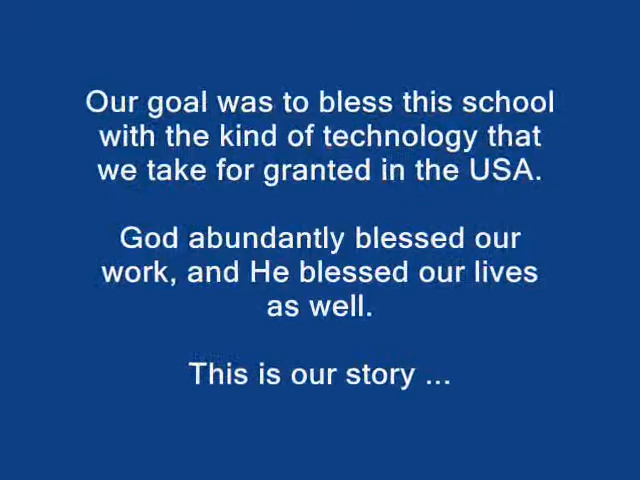 Our goal was to bless this school
with the kind of technology that
we take for granted in the USA.
God abundantly blessed our
work, and He blessed our lives
as well.
This is our story ...